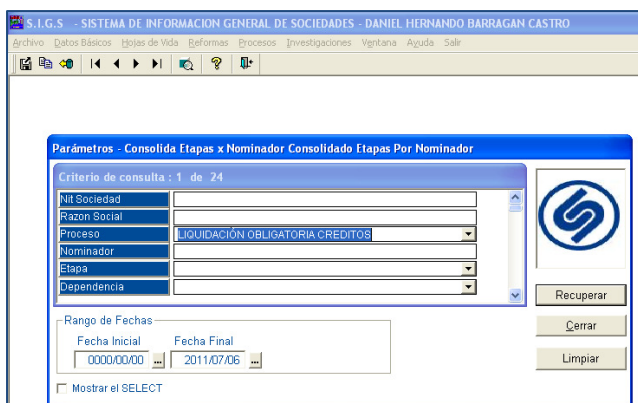 S.I.G.S - SISTEMA DE INFORMACION GENERAL DE SOCIEDADES - DANIEL HERNANDO BARRAGAN CASTRO
Archivo Datos Básicos Hojas de Vida Reformas Procesos Investigaciones Ventana Ayuda Salir
Parámetros - Consolida Etapas x Nominador Consolidado Etapas Por Nominador
Criterio de consulta : 1 de 24
Nit Sociedad
Razon Social
Proceso LIQUIDACIÓN OBLIGATORIA CREDITOS
Nominador
Etapa
Dependencia
Recuperar
Rango de Fechas
Cerrar
Fecha Inicial Fecha Final
0000/00/00 ... 2011/07/06 ...
Limpiar
Mostrar el SELECT